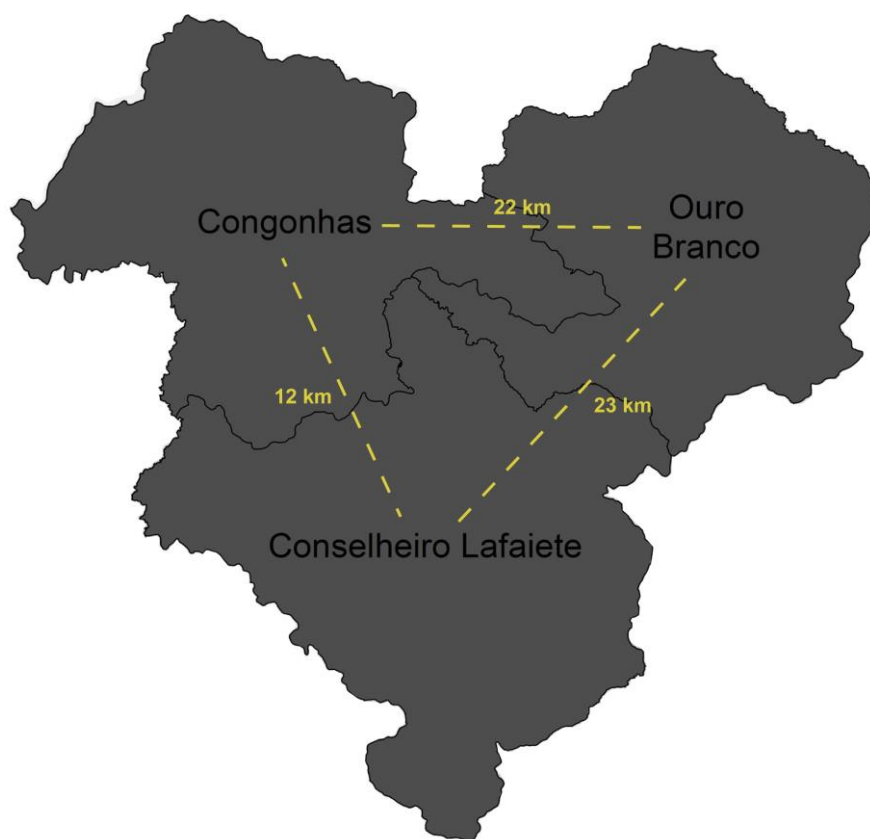 22 km
Ouro
Branco
Congonhas
12 km
23 km
Conselheiro Lafaiete